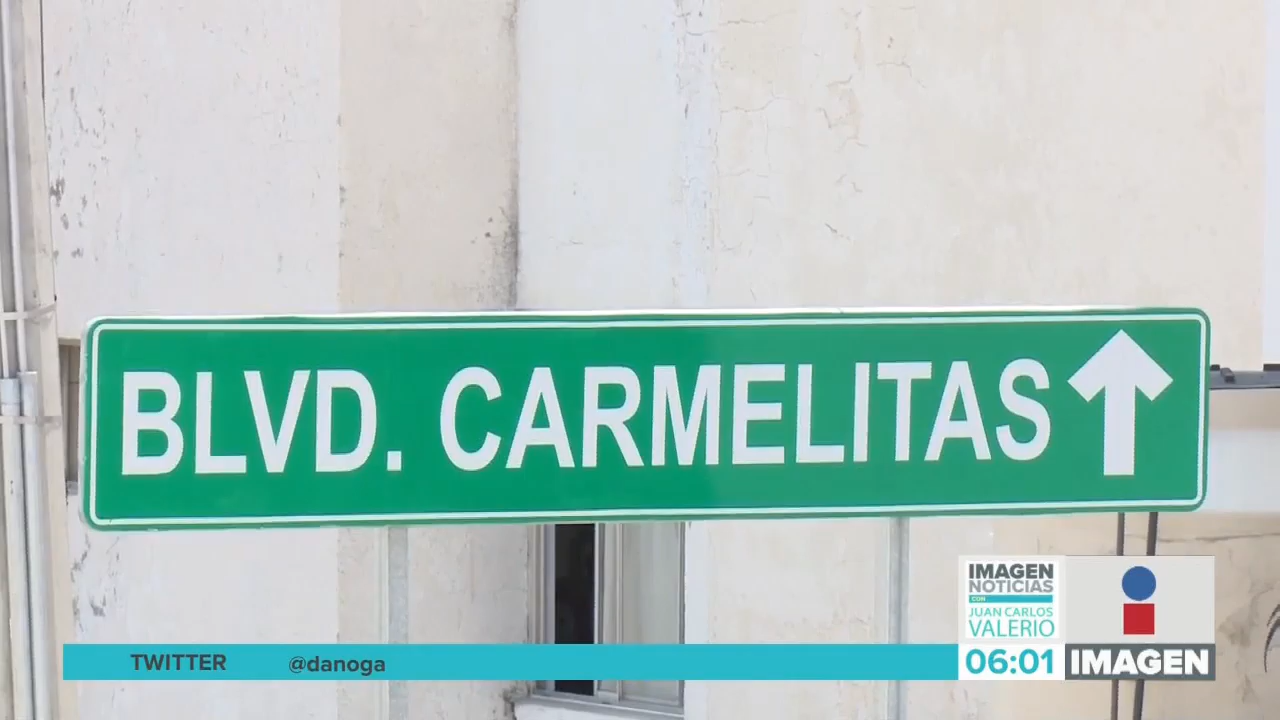 BLVD. CARMELITAS
IMAGEN
NOTICIAS
CON
JUAN CARLOS
VALERIO
TWITTER @danoga
06:01 IMAGEN